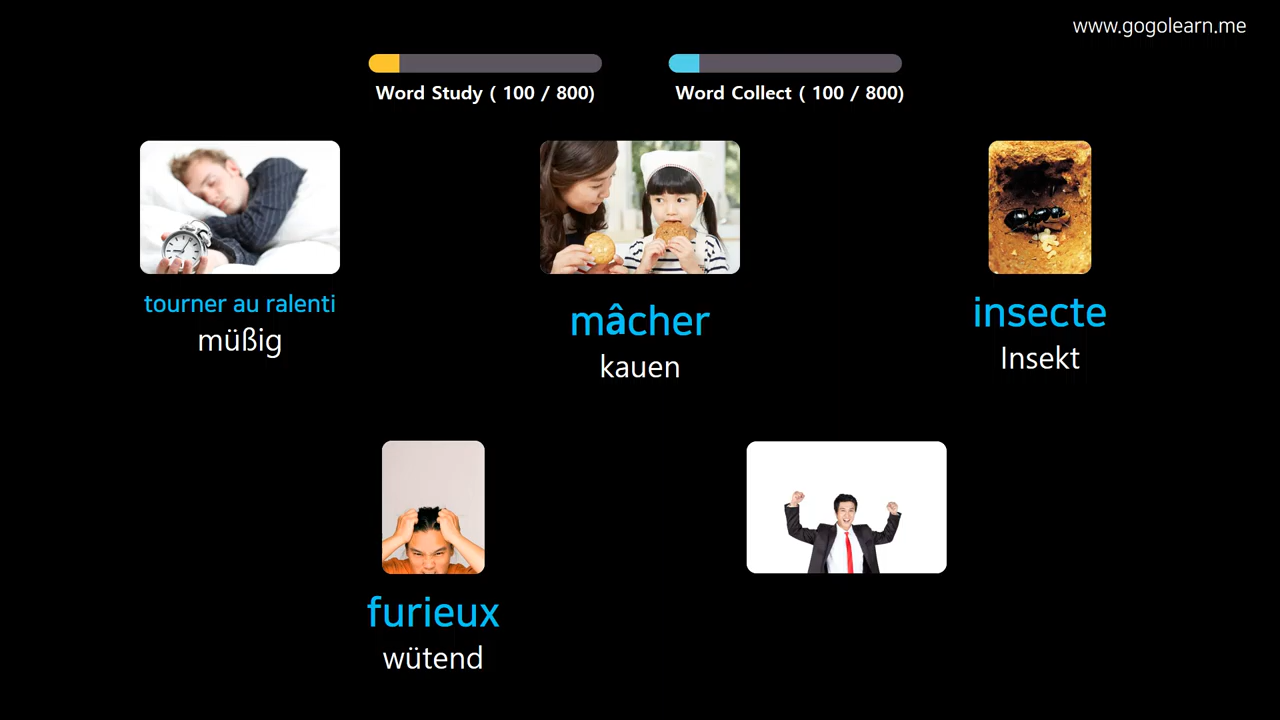 www.gogolearn.me
Word Study ( 100 / 800)
Word Collect ( 100 / 800)
tourner au ralenti
müßig
mâcher
kauen
insecte
Insekt
furieux
wütend